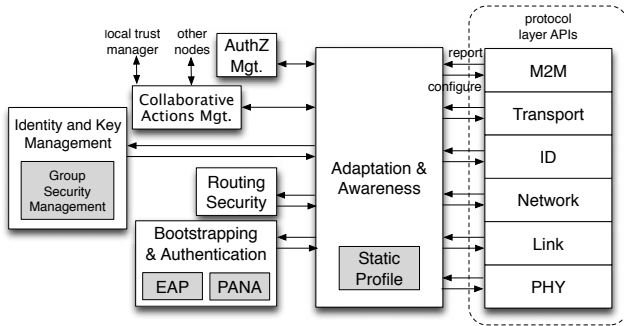 protocol
layer APIs
local trust
manager
other
nodes
AuthZ
Mgt.
report
configure
M2M
Collaborative
Actions Mgt.
Transport
Identity and Key
Management
Group
Security
Management
Adaptation &
Awareness
ID
Routing
Security
Network
Bootstrapping
& Authentication
EAP
PANA
Static
Profile
Link
PHY